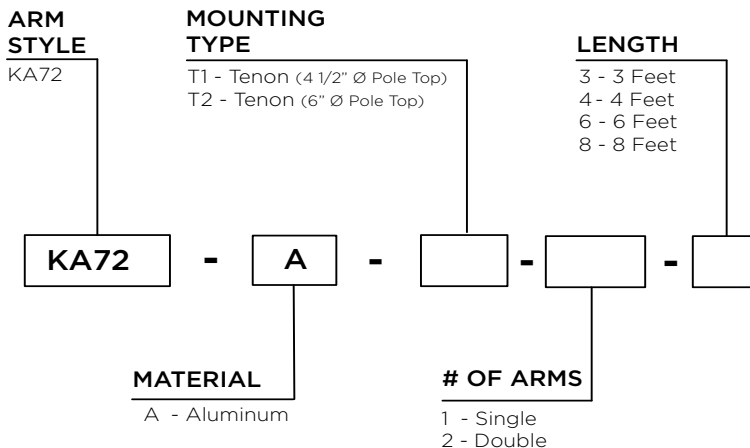 ARM
STYLE
KA72
MOUNTING
TYPE
T1 - Tenon (4 1/2” Ø Pole Top)
T2 - Tenon (6” Ø Pole Top)
LENGTH
3 - 3 Feet
4- 4 Feet
6 - 6 Feet
8 - 8 Feet
KA72 - A - - -
MATERIAL
A - Aluminum
# OF ARMS
1 - Single
2 - Double